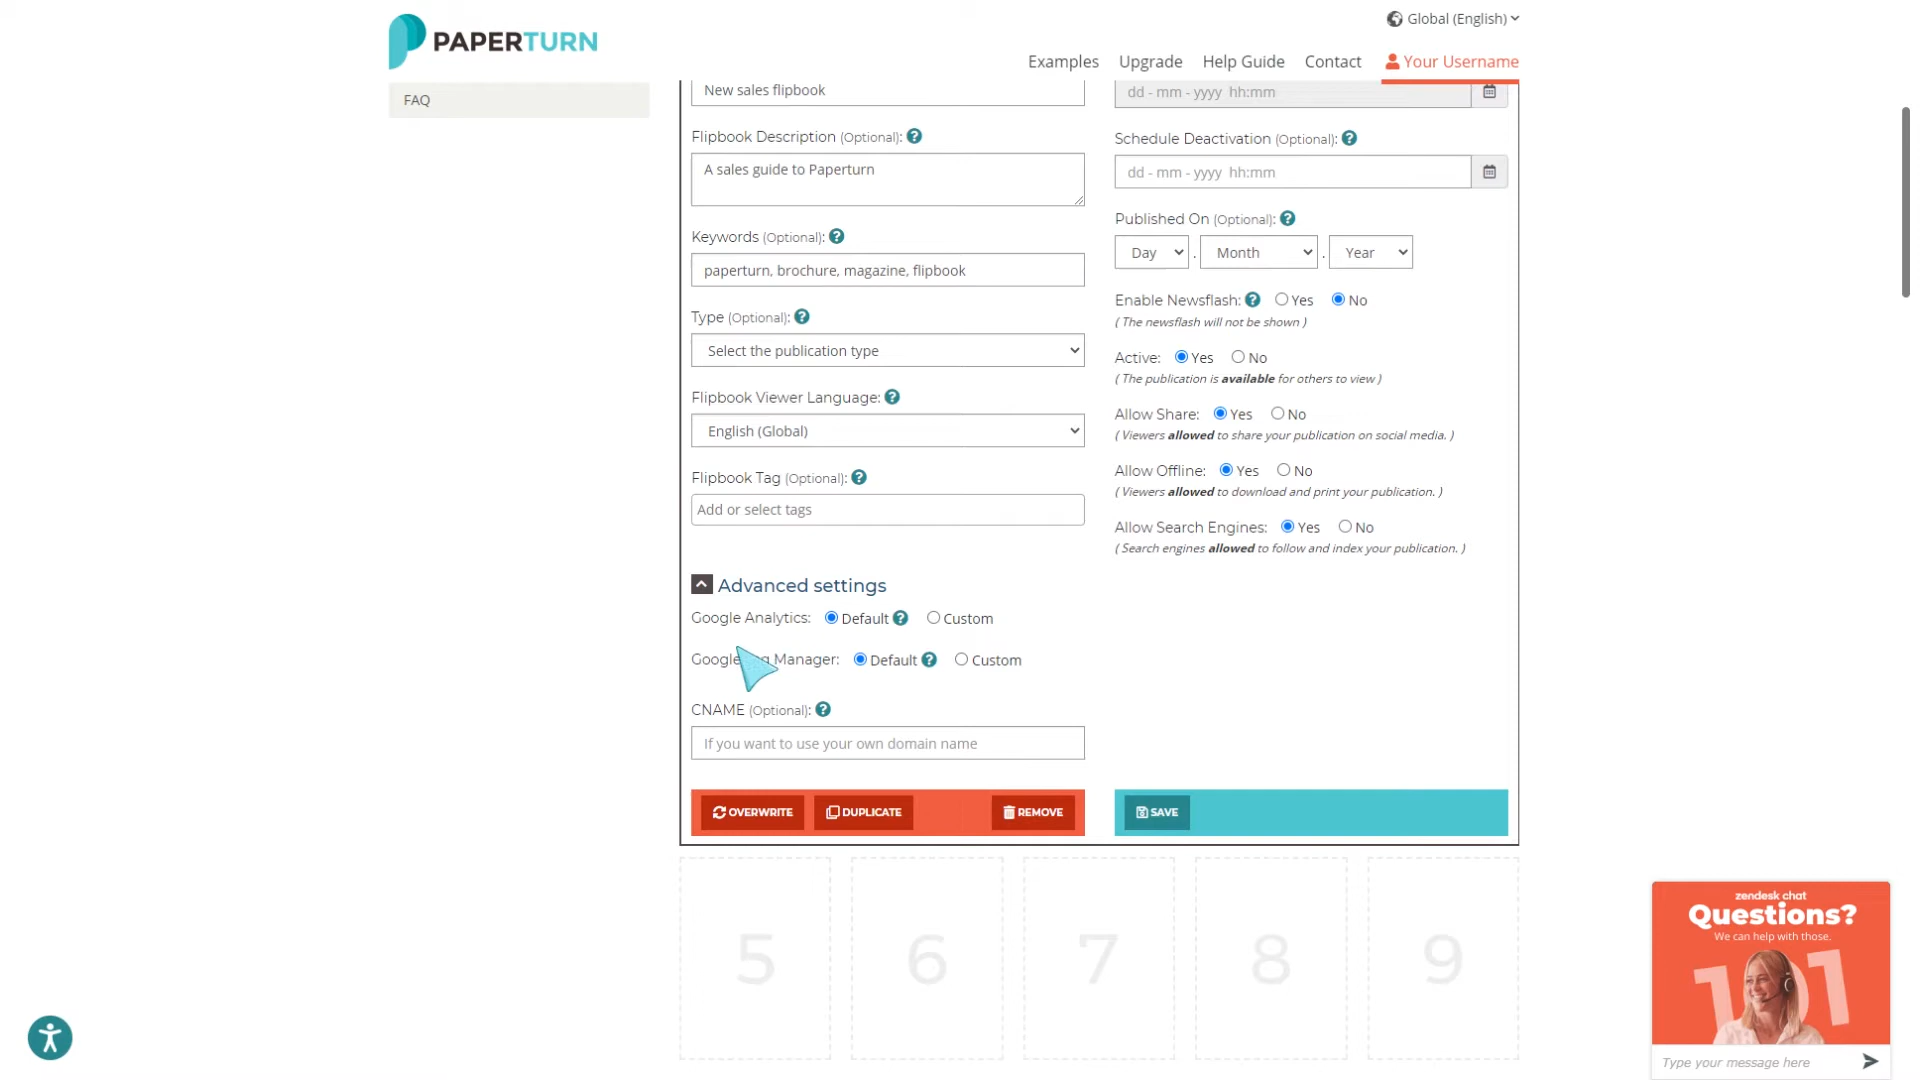 PAPERTURN
Global (English)
Examples
Upgrade
Help Guide
Contact
Your Username
FAQ
New sales flipbook
Flipbook Description (Optional):
A sales guide to Paperturn
Keywords (Optional):
paperturn, brochure, magazine, flipbook
Type (Optional):
Select the publication type
Flipbook Viewer Language:
English (Global)
Flipbook Tag (Optional):
Add or select tags
dd - mm - yyyy hh:mm
Schedule Deactivation (Optional):
dd - mm - yyyy hh:mm
Published On (Optional):
Day . Month . Year
Enable Newsflash: Yes No
( The newsflash will not be shown )
Active: Yes No
( The publication is available for others to view )
Allow Share: Yes No
( Viewers allowed to share your publication on social media. )
Allow Offline: Yes No
( Viewers allowed to download and print your publication. )
Allow Search Engines: Yes No
( Search engines allowed to follow and index your publication. )
Advanced settings
Google Analytics: Default Custom
Google Manager: Default Custom
CNAME (Optional):
If you want to use your own domain name
OVERWRITE
DUPLICATE
REMOVE
SAVE
5
6
7
8
9
zendesk chat
Questions?
We can help with those.
101
Type your message here